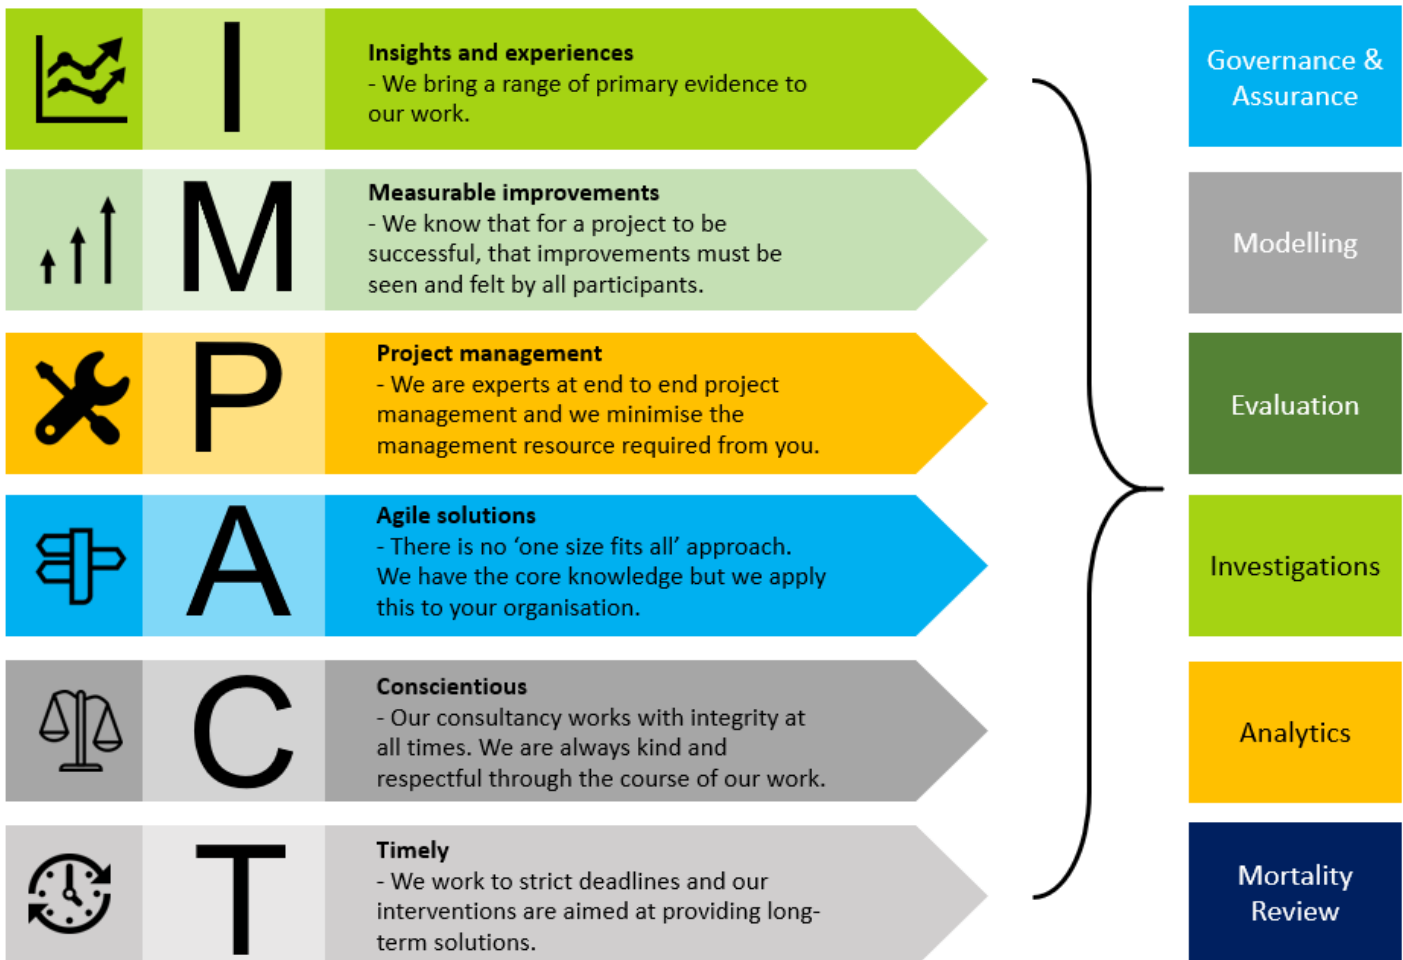 I
Insights and experiences
- We bring a range of primary evidence to
our work.
M
Measurable improvements
- We know that for a project to be
successful, that improvements must be
seen and felt by all participants.
P
Project management
- We are experts at end to end project
management and we minimise the
management resource required from you.
A
Agile solutions
- There is no ‘one size fits all’ approach.
We have the core knowledge but we apply
this to your organisation.
C
Conscientious
- Our consultancy works with integrity at
all times. We are always kind and
respectful through the course of our work.
T
Timely
- We work to strict deadlines and our
interventions are aimed at providing long-
term solutions.
Governance &
Assurance
Modelling
Evaluation
Investigations
Analytics
Mortality
Review